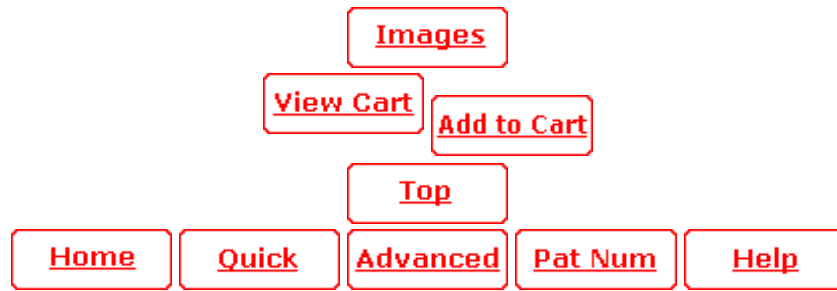 Images
View Cart
Add to Cart
Top
Home Quick Advanced Pat Num Help